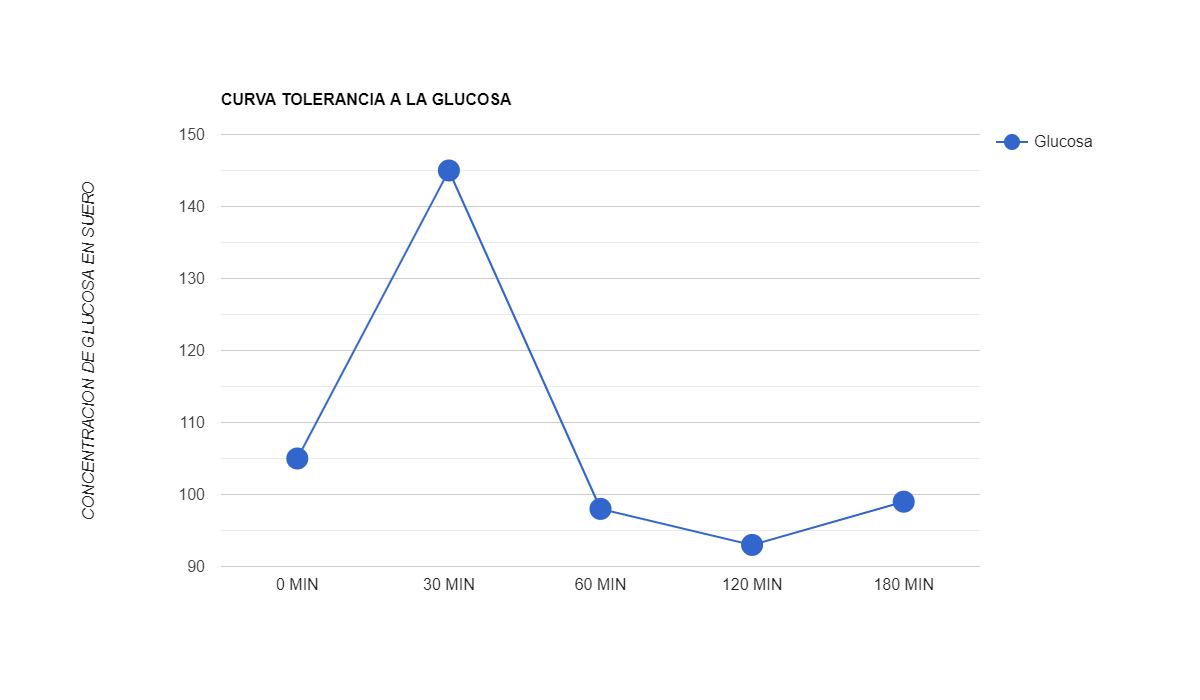 CURVA TOLERANCIA A LA GLUCOSA
CONCENTRACION DE GLUCOSA EN SUERO
150
140
130
120
110
100
90
0 MIN
30 MIN
60 MIN
120 MIN
180 MIN
Glucosa